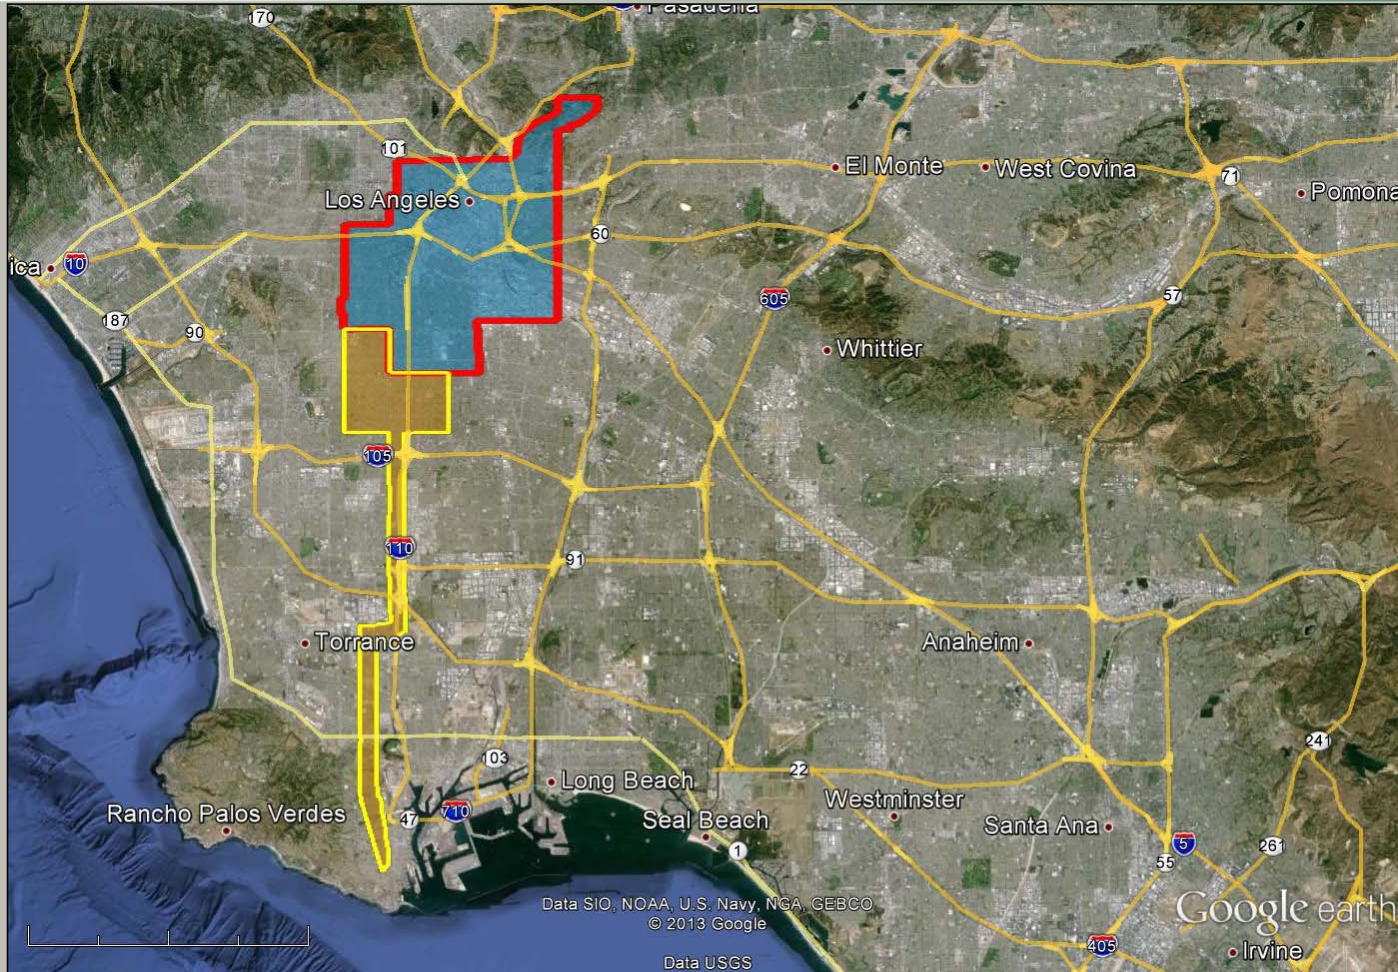 170
Pasadena
101
El Monte
West Covina
71
Pomona
Los Angeles
60
ica
10
605
57
187
90
Whittier
105
110
91
Torrance
Anaheim
241
103
Long Beach
22
Rancho Palos Verdes
47
710
Seal Beach
Westminster
Santa Ana
1
5
261
55
Data SIO, NOAA, U.S. Navy, NGA, GEBCO
© 2013 Google
Google earth
405
Irvine
Data USGS